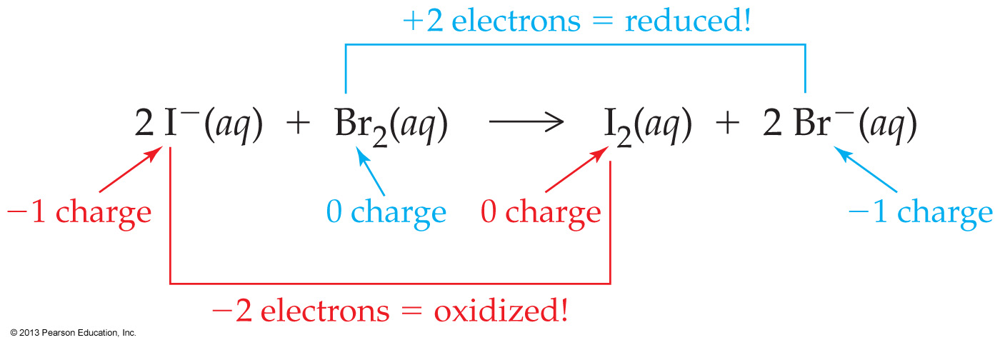 +2 electrons = reduced!
2 I⁻(aq) + Br₂(aq) ⟶ I₂(aq) + 2 Br⁻(aq)
−1 charge 0 charge 0 charge −1 charge
−2 electrons = oxidized!
© 2013 Pearson Education, Inc.